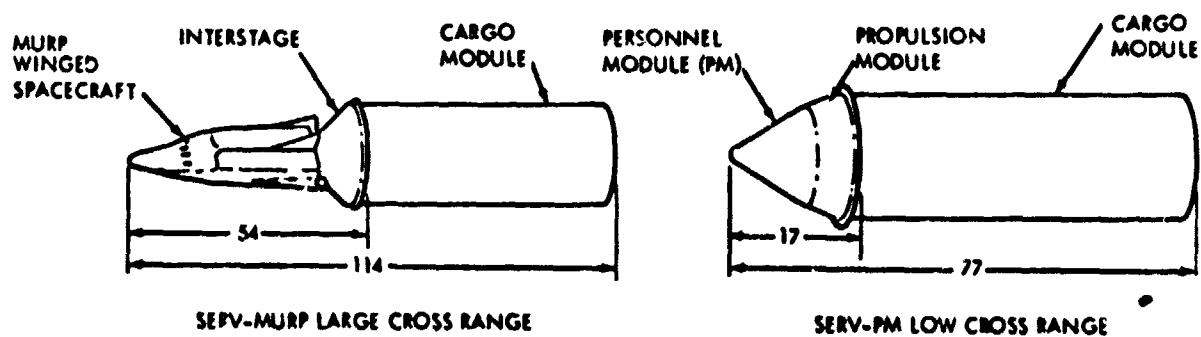 MURP
WINGED
SPACECRAFT
INTERSTAGE
CARGO
MODULE
54
114
SERV-MURP LARGE CROSS RANGE
PERSONNEL
MODULE (PM)
PROPULSION
MODULE
CARGO
MODULE
17
77
SERV-PM LOW CROSS RANGE